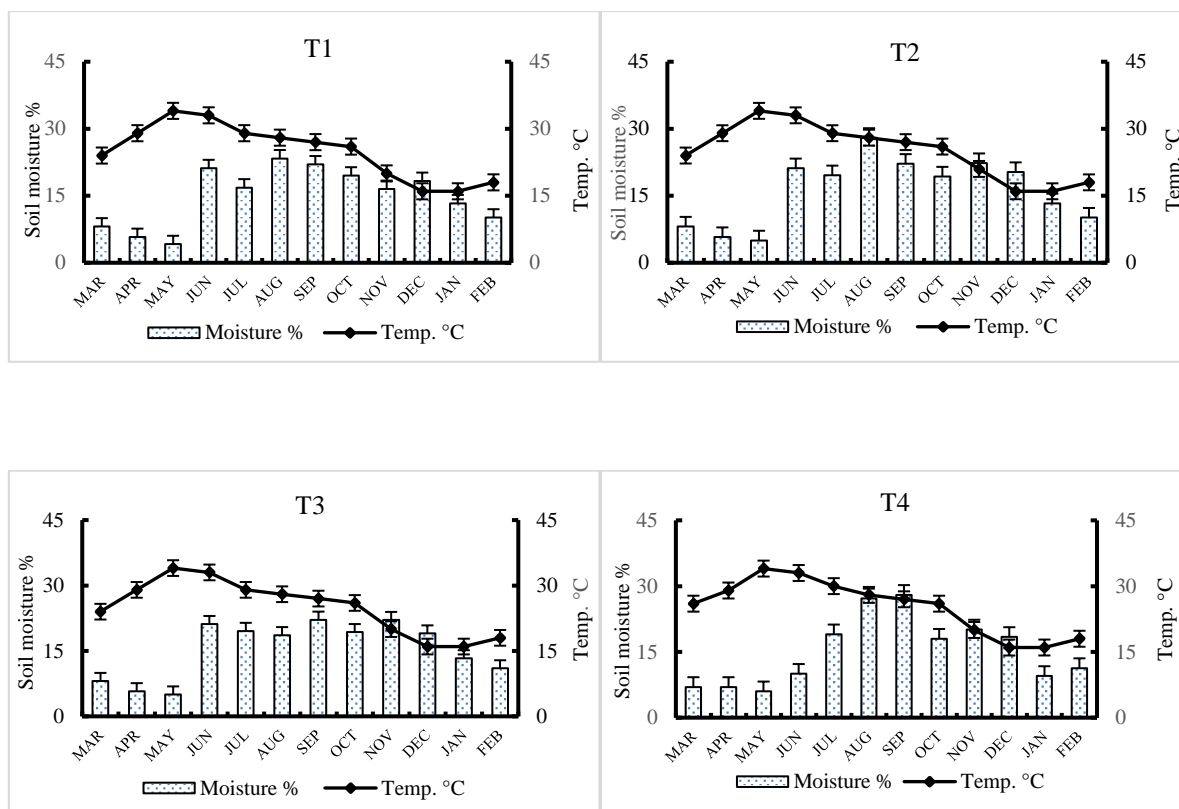 T1
45
30
15
0
Soil moisture %
45
30
15
0
Temp. °C
MAR
APR
MAY
JUN
JUL
AUG
SEP
OCT
NOV
DEC
JAN
FEB
Moisture %
Temp. °C
T2
45
30
15
0
Soil moisture %
45
30
15
0
Temp. °C
MAR
APR
MAY
JUN
JUL
AUG
SEP
OCT
NOV
DEC
JAN
FEB
Moisture %
Temp. °C
T3
45
30
15
0
Soil moisture %
45
30
15
0
Temp. °C
MAR
APR
MAY
JUN
JUL
AUG
SEP
OCT
NOV
DEC
JAN
FEB
Moisture %
Temp. °C
T4
45
30
15
0
Soil moisture %
45
30
15
0
Temp. °C
MAR
APR
MAY
JUN
JUL
AUG
SEP
OCT
NOV
DEC
JAN
FEB
Moisture %
Temp. °C